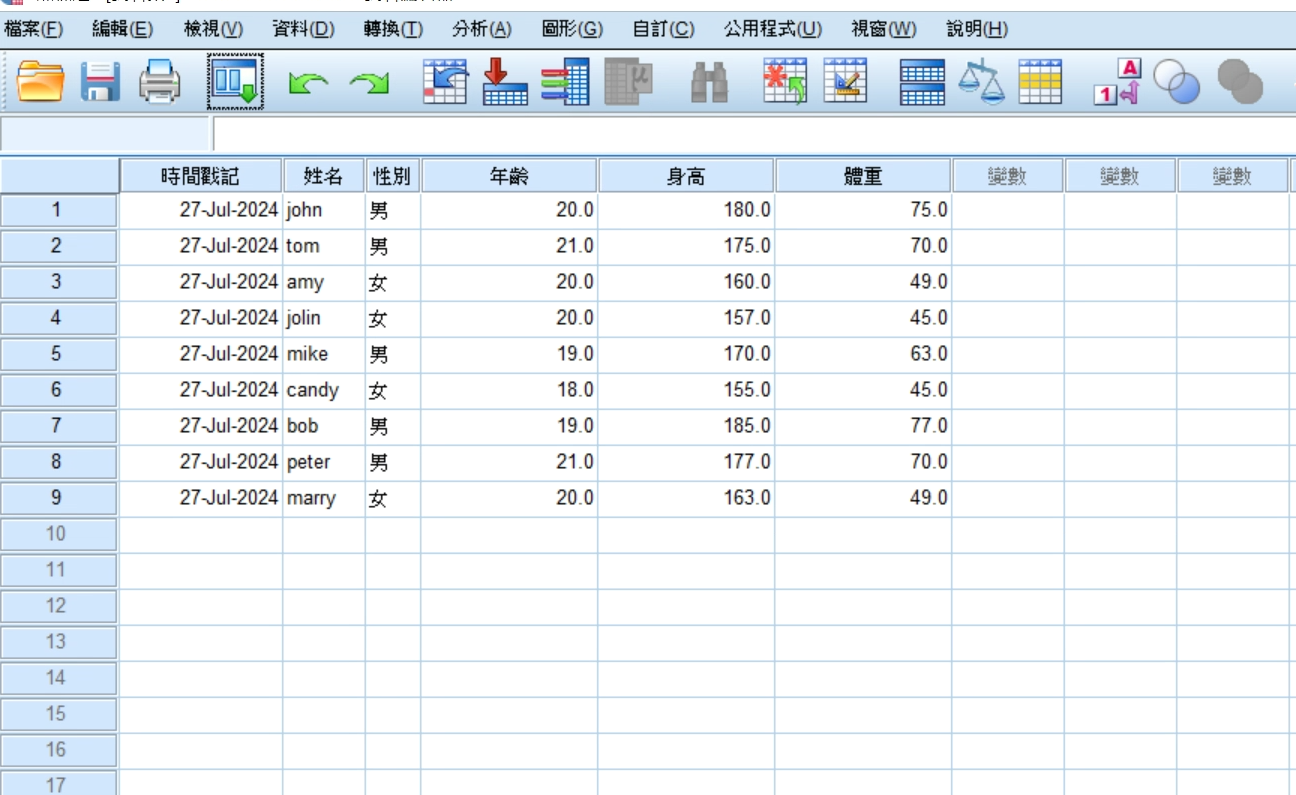 檔案(F) 編輯(E) 檢視(V) 資料(D) 轉換(T) 分析(A) 圖形(G) 自訂(C) 公用程式(U) 視窗(W) 說明(H)
時間戳記 姓名 性別 年齡 身高 體重 變數 變數 變數
1 27-Jul-2024 john 男 20.0 180.0 75.0
2 27-Jul-2024 tom 男 21.0 175.0 70.0
3 27-Jul-2024 amy 女 20.0 160.0 49.0
4 27-Jul-2024 jolin 女 20.0 157.0 45.0
5 27-Jul-2024 mike 男 19.0 170.0 63.0
6 27-Jul-2024 candy 女 18.0 155.0 45.0
7 27-Jul-2024 bob 男 19.0 185.0 77.0
8 27-Jul-2024 peter 男 21.0 177.0 70.0
9 27-Jul-2024 marry 女 20.0 163.0 49.0
10
11
12
13
14
15
16
17